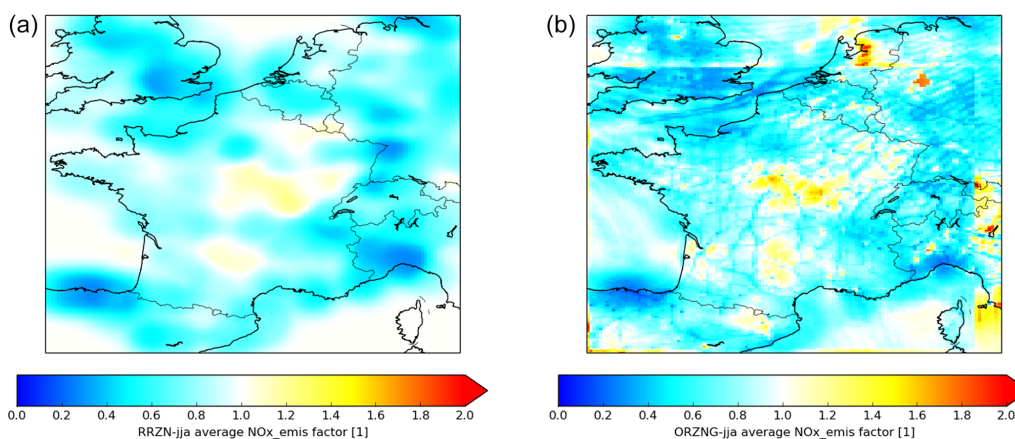 (a)
(b)
0.0 0.2 0.4 0.6 0.8 1.0 1.2 1.4 1.6 1.8 2.0
RRZN-jja average NOx_emis factor [1]
0.0 0.2 0.4 0.6 0.8 1.0 1.2 1.4 1.6 1.8 2.0
ORZNG-jja average NOx_emis factor [1]